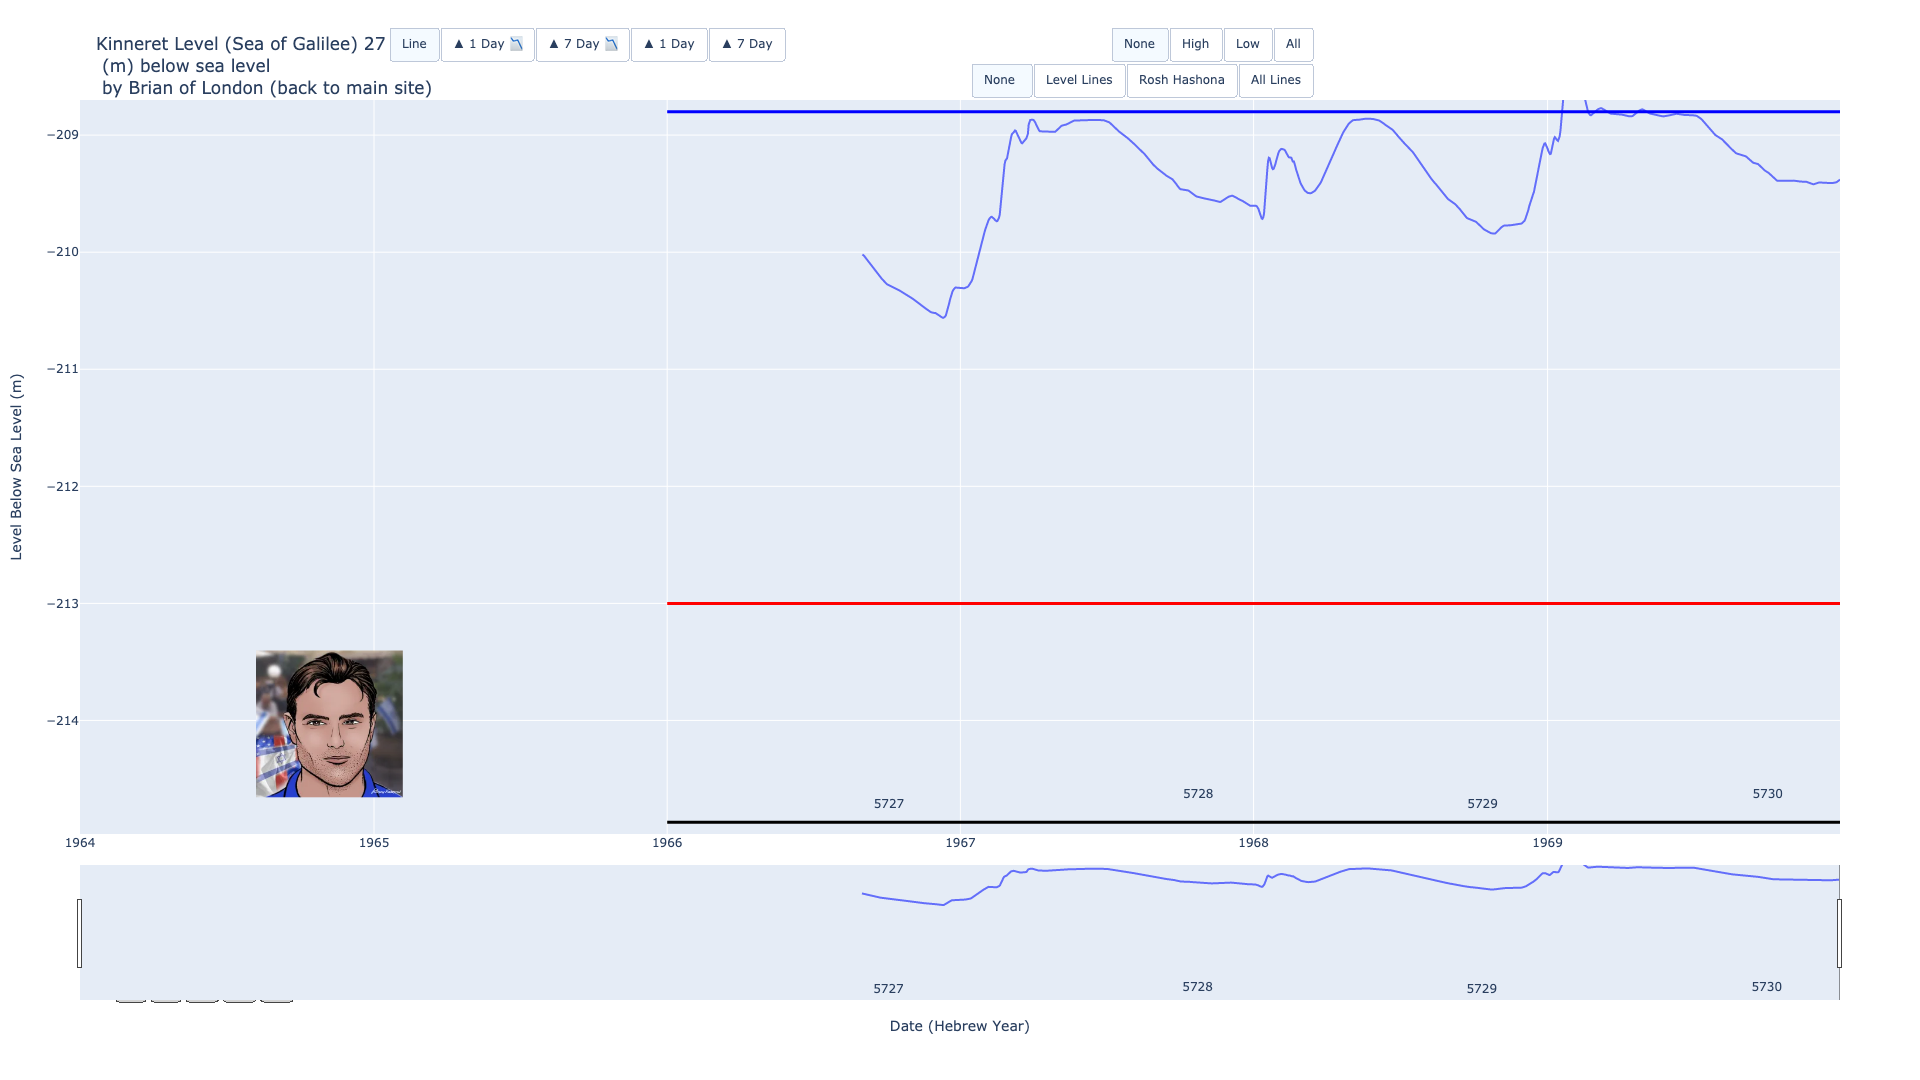 Kinneret Level (Sea of Galilee) 27
(m) below sea level
by Brian of London (back to main site)
Line
▲ 1 Day 📉
▲ 7 Day 📉
▲ 1 Day
▲ 7 Day
None
High
Low
All
None
Level Lines
Rosh Hashona
All Lines
Level Below Sea Level (m)
−209
−210
−211
−212
−213
−214
5727
5728
5729
5730
1964
1965
1966
1967
1968
1969
5727
5728
5729
5730
Date (Hebrew Year)